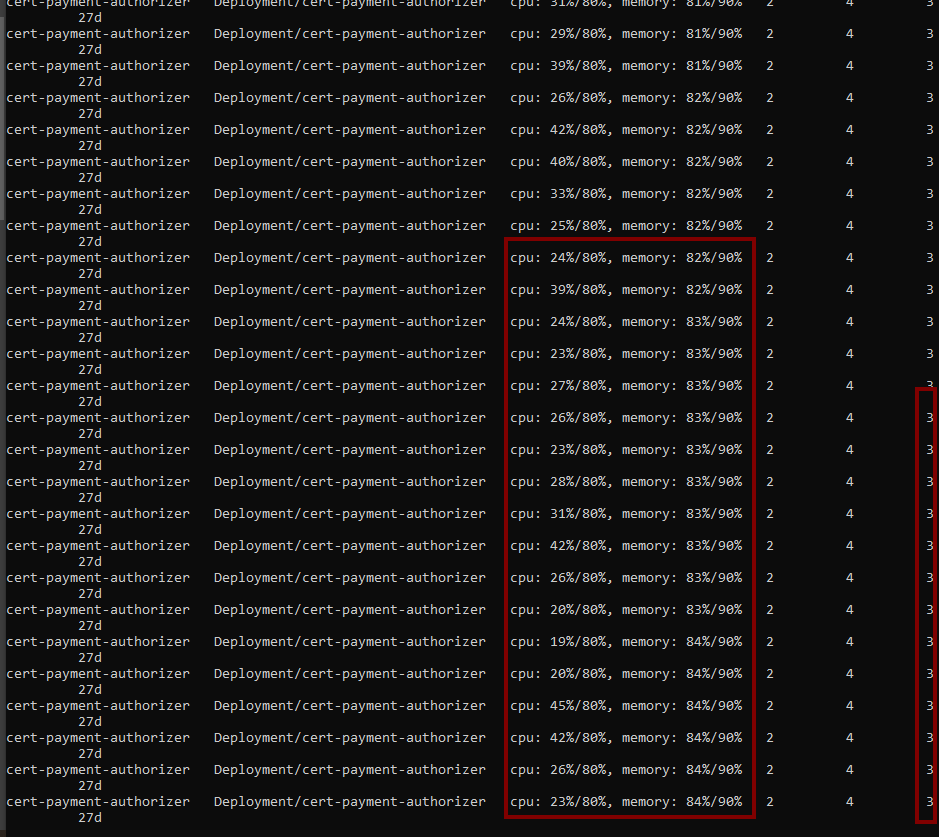 cert-payment-authorizer   Deployment/cert-payment-authorizer   cpu: 31%/80%, memory: 81%/90%   2         4         3
27d
cert-payment-authorizer   Deployment/cert-payment-authorizer   cpu: 29%/80%, memory: 81%/90%   2         4         3
27d
cert-payment-authorizer   Deployment/cert-payment-authorizer   cpu: 39%/80%, memory: 81%/90%   2         4         3
27d
cert-payment-authorizer   Deployment/cert-payment-authorizer   cpu: 26%/80%, memory: 82%/90%   2         4         3
27d
cert-payment-authorizer   Deployment/cert-payment-authorizer   cpu: 42%/80%, memory: 82%/90%   2         4         3
27d
cert-payment-authorizer   Deployment/cert-payment-authorizer   cpu: 40%/80%, memory: 82%/90%   2         4         3
27d
cert-payment-authorizer   Deployment/cert-payment-authorizer   cpu: 33%/80%, memory: 82%/90%   2         4         3
27d
cert-payment-authorizer   Deployment/cert-payment-authorizer   cpu: 25%/80%, memory: 82%/90%   2         4         3
27d
cert-payment-authorizer   Deployment/cert-payment-authorizer   cpu: 24%/80%, memory: 82%/90%   2         4         3
27d
cert-payment-authorizer   Deployment/cert-payment-authorizer   cpu: 39%/80%, memory: 82%/90%   2         4         3
27d
cert-payment-authorizer   Deployment/cert-payment-authorizer   cpu: 24%/80%, memory: 83%/90%   2         4         3
27d
cert-payment-authorizer   Deployment/cert-payment-authorizer   cpu: 23%/80%, memory: 83%/90%   2         4         3
27d
cert-payment-authorizer   Deployment/cert-payment-authorizer   cpu: 27%/80%, memory: 83%/90%   2         4         3
27d
cert-payment-authorizer   Deployment/cert-payment-authorizer   cpu: 26%/80%, memory: 83%/90%   2         4         3
27d
cert-payment-authorizer   Deployment/cert-payment-authorizer   cpu: 23%/80%, memory: 83%/90%   2         4         3
27d
cert-payment-authorizer   Deployment/cert-payment-authorizer   cpu: 28%/80%, memory: 83%/90%   2         4         3
27d
cert-payment-authorizer   Deployment/cert-payment-authorizer   cpu: 31%/80%, memory: 83%/90%   2         4         3
27d
cert-payment-authorizer   Deployment/cert-payment-authorizer   cpu: 42%/80%, memory: 83%/90%   2         4         3
27d
cert-payment-authorizer   Deployment/cert-payment-authorizer   cpu: 26%/80%, memory: 83%/90%   2         4         3
27d
cert-payment-authorizer   Deployment/cert-payment-authorizer   cpu: 20%/80%, memory: 83%/90%   2         4         3
27d
cert-payment-authorizer   Deployment/cert-payment-authorizer   cpu: 19%/80%, memory: 84%/90%   2         4         3
27d
cert-payment-authorizer   Deployment/cert-payment-authorizer   cpu: 20%/80%, memory: 84%/90%   2         4         3
27d
cert-payment-authorizer   Deployment/cert-payment-authorizer   cpu: 45%/80%, memory: 84%/90%   2         4         3
27d
cert-payment-authorizer   Deployment/cert-payment-authorizer   cpu: 42%/80%, memory: 84%/90%   2         4         3
27d
cert-payment-authorizer   Deployment/cert-payment-authorizer   cpu: 26%/80%, memory: 84%/90%   2         4         3
27d
cert-payment-authorizer   Deployment/cert-payment-authorizer   cpu: 23%/80%, memory: 84%/90%   2         4         3
27d